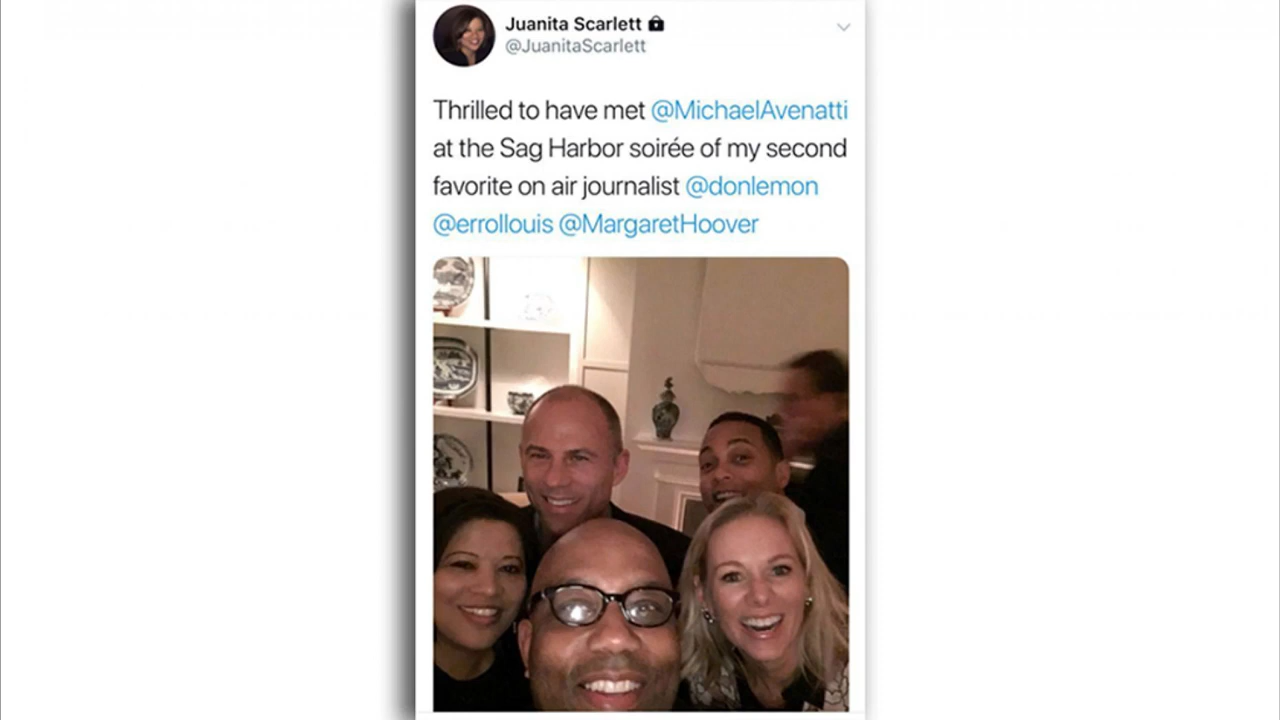 Juanita Scarlett
@JuanitaScarlett
Thrilled to have met @MichaelAvenatti
at the Sag Harbor soirée of my second
favorite on air journalist @donlemon
@errollouis @MargaretHoover